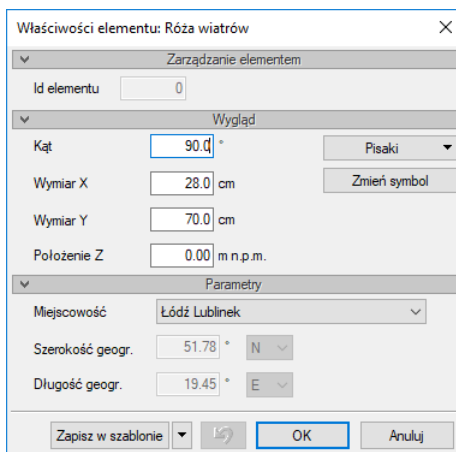 Właściwości elementu: Róża wiatrów
Zarządzanie elementem
Id elementu 0
Wygląd
Kąt 90.0 ° Pisaki
Wymiar X 28.0 cm Zmień symbol
Wymiar Y 70.0 cm
Położenie Z 0.00 m n.p.m.
Parametry
Miejscowość Łódź Lublinek
Szerokość geogr. 51.78 ° N
Długość geogr. 19.45 ° E
Zapisz w szablonie OK Anuluj